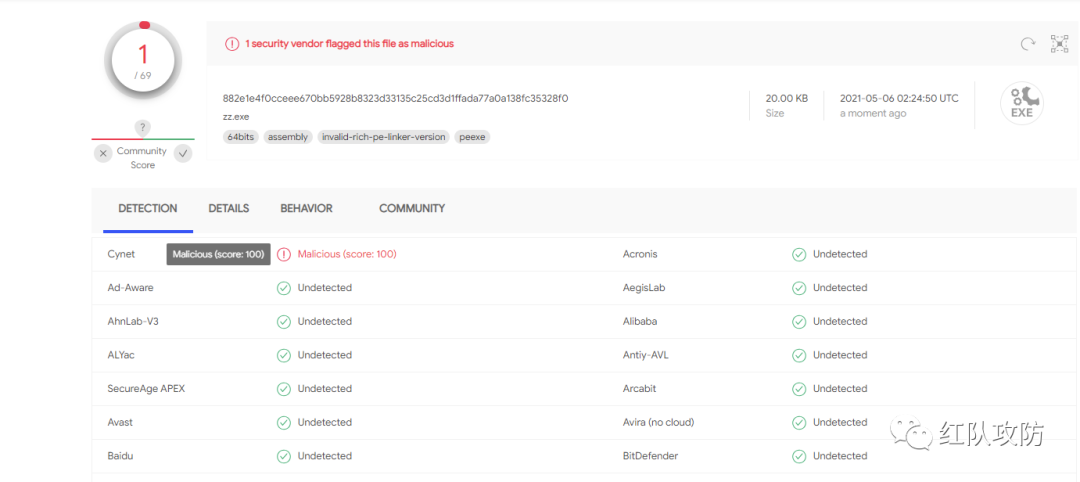 1
/ 69
?
Community
Score
1 security vendor flagged this file as malicious
882e1e4f0cceee670bb5928b8323d33135c25cd3d1ffada77a0a138fc35328f0
zz.exe
64bits assembly invalid-rich-pe-linker-version peexe
20.00 KB
Size
2021-05-06 02:24:50 UTC
a moment ago
EXE
DETECTION DETAILS BEHAVIOR COMMUNITY
Cynet Malicious (score: 100) Malicious (score: 100) Acronis Undetected
Ad-Aware Undetected AegisLab Undetected
AhnLab-V3 Undetected Alibaba Undetected
ALYac Undetected Antiy-AVL Undetected
SecureAge APEX Undetected Arcabit Undetected
Avast Undetected Avira (no cloud) Undetected
Baidu Undetected BitDefender Undetected
红队攻防